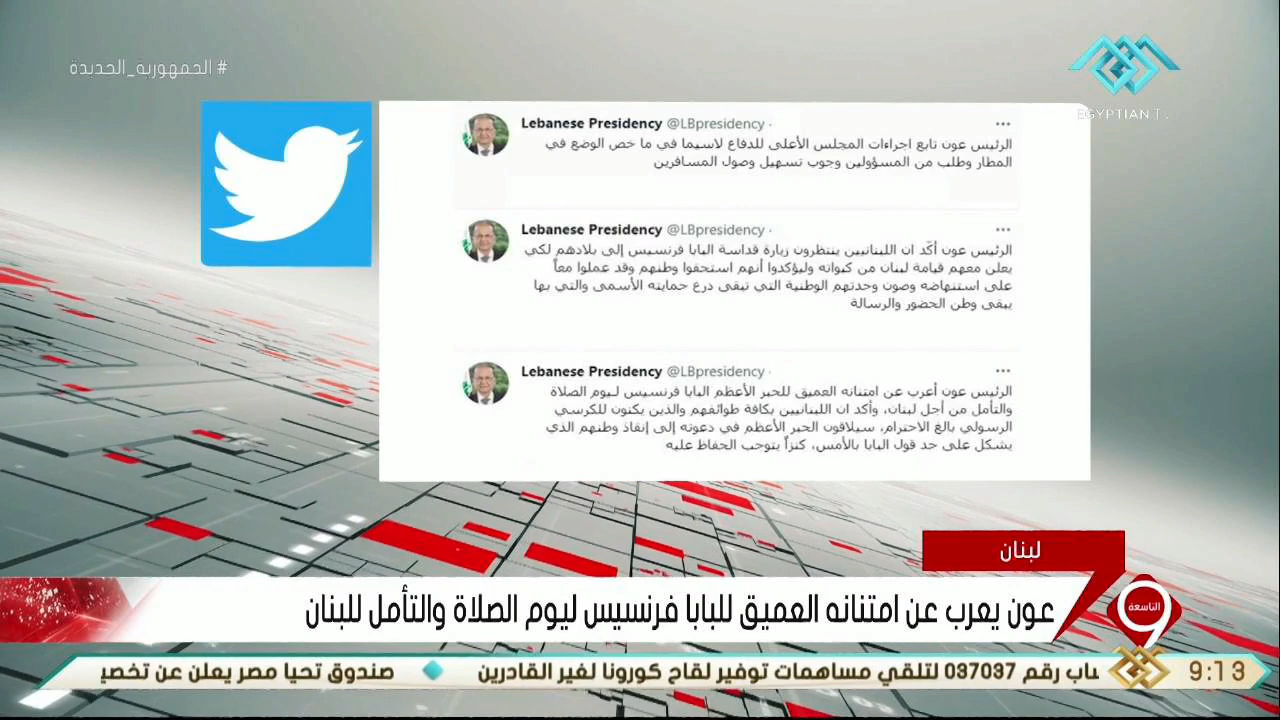 # الجمهورية_الجديدة
EGYPTIAN T.
Lebanese Presidency @LBpresidency · ...
الرئيس عون تابع اجراءات المجلس الأعلى للدفاع لاسيما في ما خص الوضع في
المطار وطلب من المسؤولين وجوب تسهيل وصول المسافرين
Lebanese Presidency @LBpresidency · ...
الرئيس عون أكّد ان اللبنانيين ينتظرون زيارة قداسة البابا فرنسيس إلى بلادهم لكي
يعلن معهم قيامة لبنان من كبوانه وليؤكدوا أنهم استحقوا وطنهم وقد عملوا معاً
على استنهاضه وصون وحدتهم الوطنية التي تبقى درع حمايته الأسمى والتي بها
يبقى وطن الحضور والرسالة
Lebanese Presidency @LBpresidency · ...
الرئيس عون أعرب عن امتنانه العميق للحبر الأعظم البابا فرنسيس ليوم الصلاة
والتأمل من أجل لبنان، وأكد ان اللبنانيين بكافة طوائفهم والذين يكنون للكرسي
الرسولي بالغ الاحترام، سيلاقون الحبر الأعظم في دعوته إلى إنقاذ وطنهم الذي
يشكل على حد قول البابا بالأمس، كنزاً يتوجب الحفاظ عليه
لبنان
عون يعرب عن امتنانه العميق للبابا فرنسيس ليوم الصلاة والتأمل للبنان
التاسعة
9
ساب رقم 037037 لتلقي مساهمات توفير لقاح كورونا لغير القادرين ◆ صندوق تحيا مصر يعلن عن تخصي
9:13